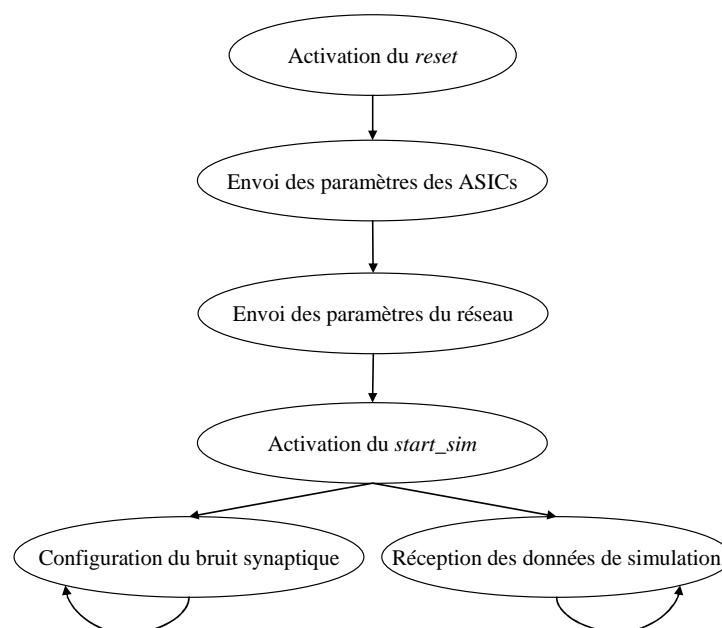 Activation du reset
Envoi des paramètres des ASICs
Envoi des paramètres du réseau
Activation du start_sim
Configuration du bruit synaptique
Réception des données de simulation